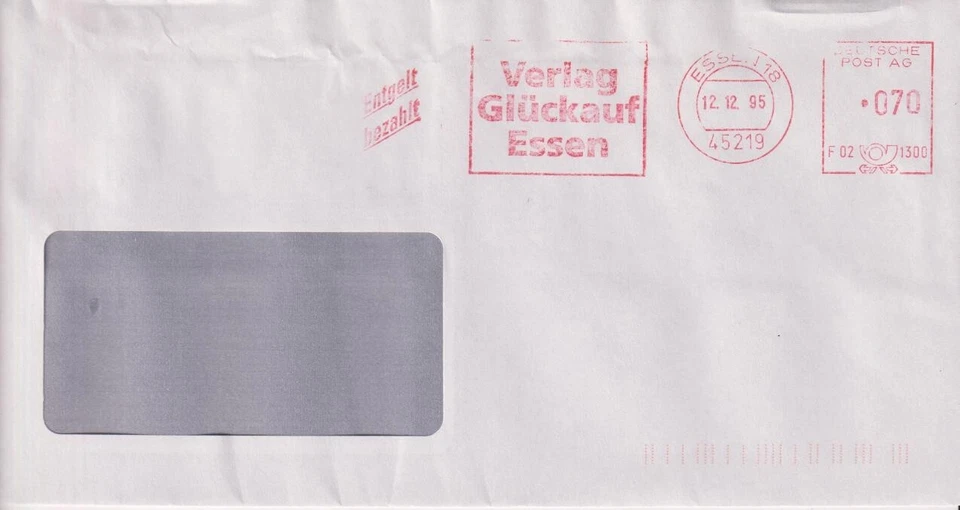 Entgelt
bezahlt
Verlag
Glückauf
Essen
ESSEN 18
12.12.95
45219
DEUTSCHE
POST AG
070
F 02 1300